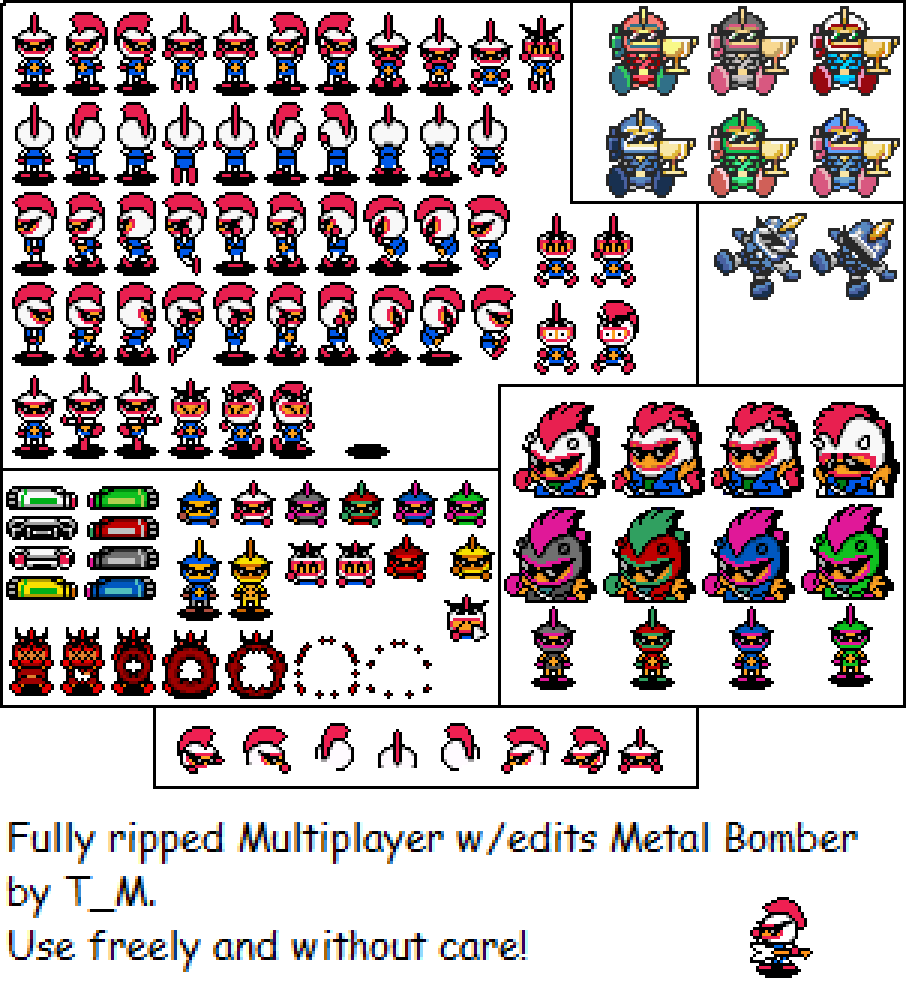 Fully ripped Multiplayer w/edits Metal Bomber
by T_M.
Use freely and without care!